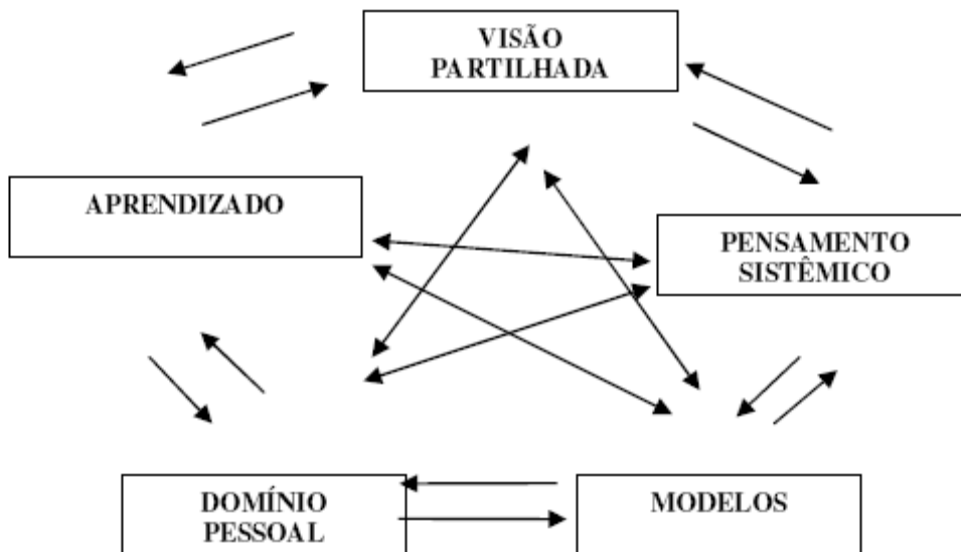 VISÃO
PARTILHADA
APRENDIZADO
PENSAMENTO
SISTÊMICO
DOMÍNIO
PESSOAL
MODELOS